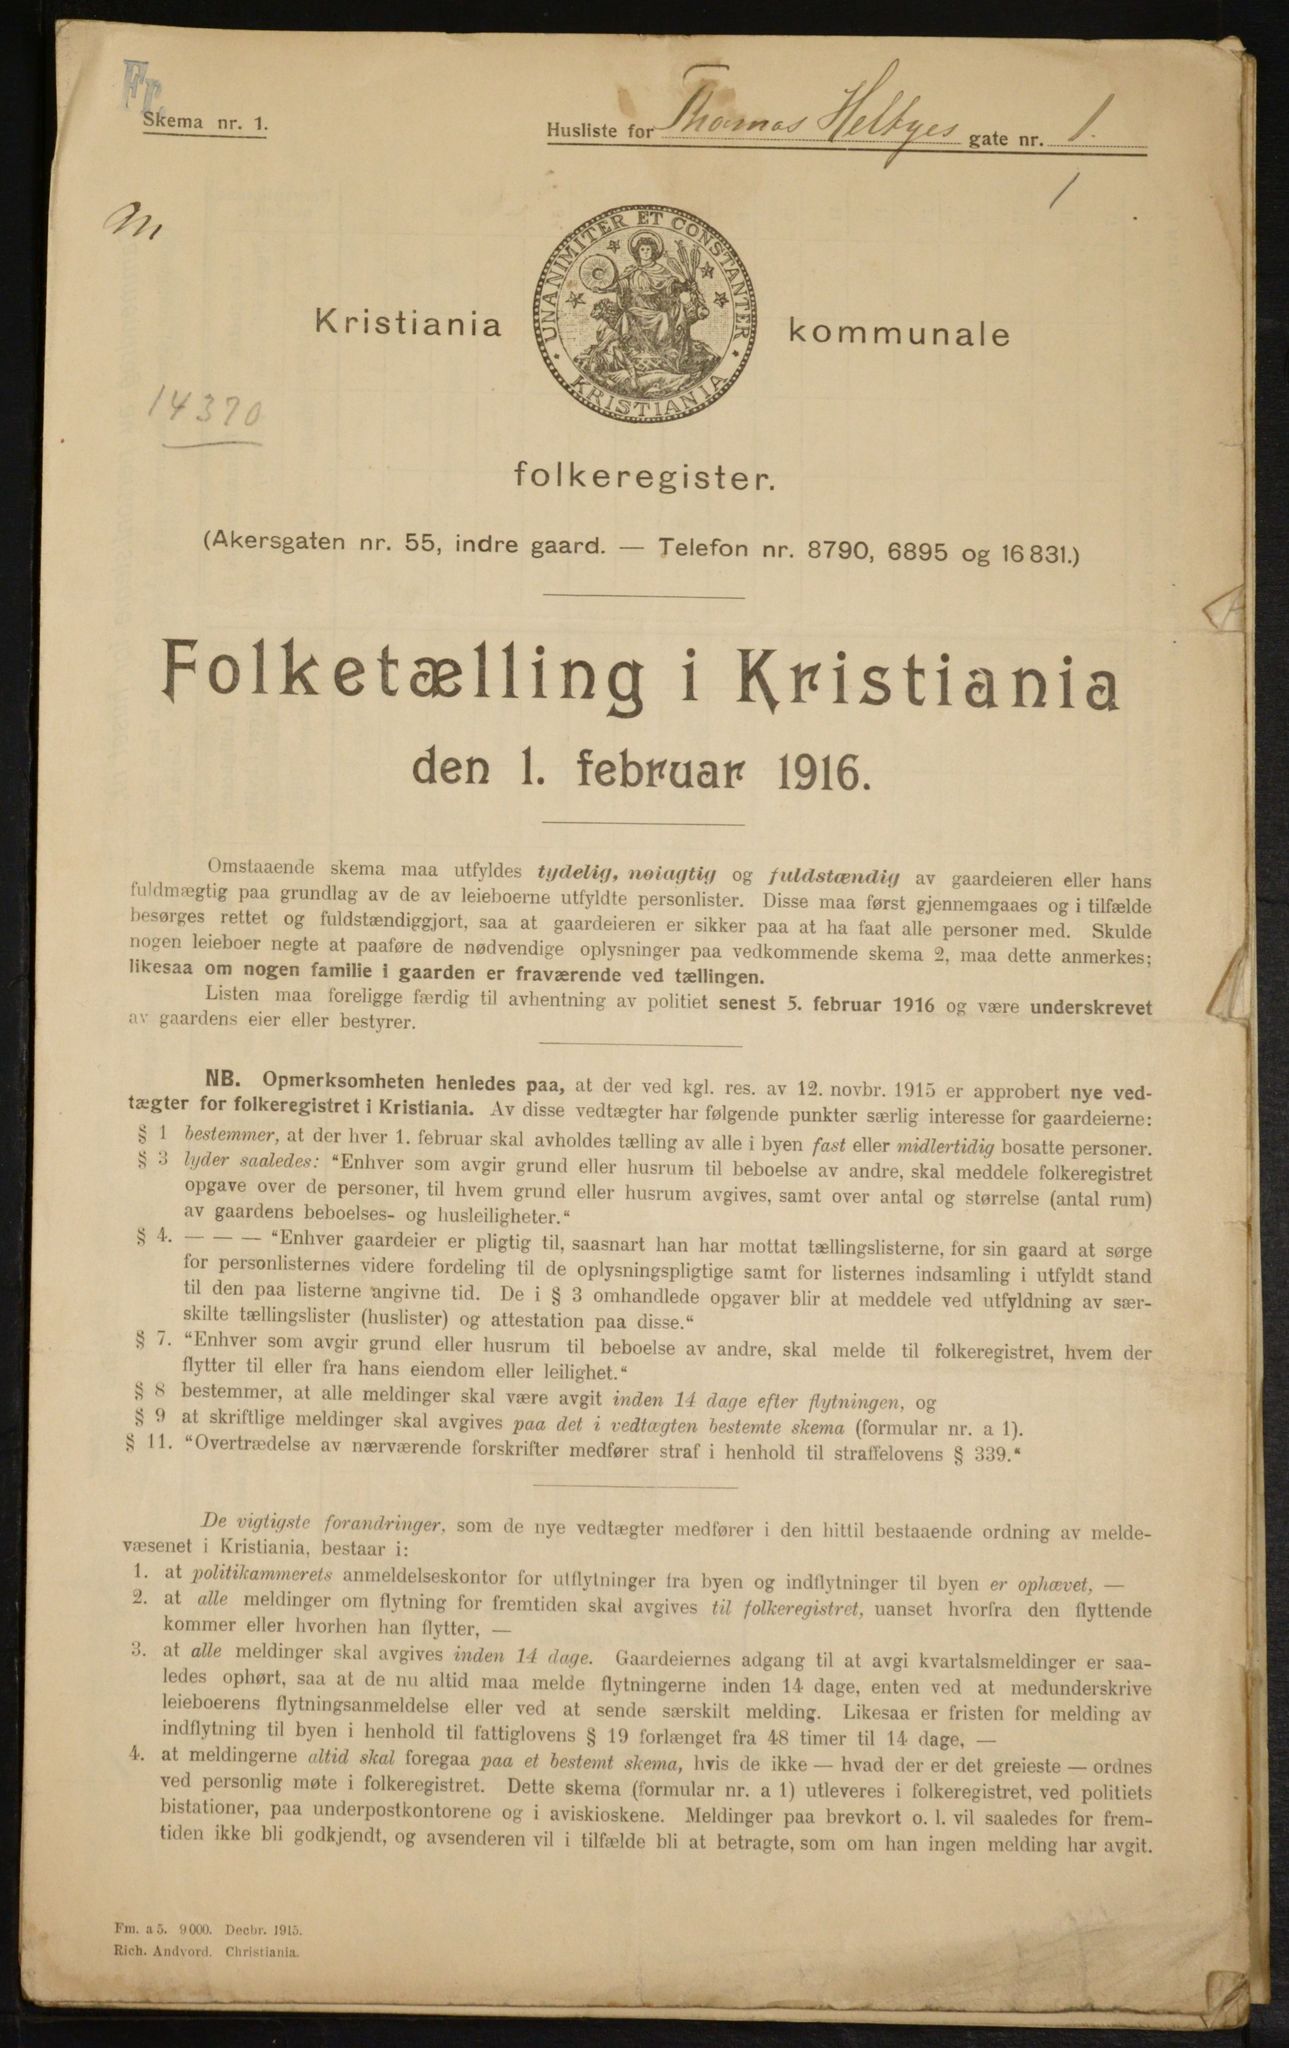 Fr.
Skema nr. 1.
Husliste for Thomas Heftyes gate nr. 1.
1
M
UNANIMITER ET CONSTANTER
KRISTIANIA
Kristiania kommunale
14370
folkeregister.
(Akersgaten nr. 55, indre gaard. — Telefon nr. 8790, 6895 og 16 831.)
Folketælling i Kristiania
den 1. februar 1916.
Omstaaende skema maa utfyldes tydelig, nøiagtig og fuldstændig av gaardeieren eller hans
fuldmægtig paa grundlag av de av leieboerne utfyldte personlister. Disse maa først gjennemgaaes og i tilfælde
besørges rettet og fuldstændiggjort, saa at gaardeieren er sikker paa at ha faat alle personer med. Skulde
nogen leieboer negte at paaføre de nødvendige oplysninger paa vedkommende skema 2, maa dette anmerkes;
likesaa om nogen familie i gaarden er fraværende ved tællingen.
Listen maa foreligge færdig til avhentning av politiet senest 5. februar 1916 og være underskrevet
av gaardens eier eller bestyrer.
NB. Opmerksomheten henledes paa, at der ved kgl. res. av 12. novbr. 1915 er approbert nye ved-
tægter for folkeregistret i Kristiania. Av disse vedtægter har følgende punkter særlig interesse for gaardeierne:
§ 1 bestemmer, at der hver 1. februar skal avholdes tælling av alle i byen fast eller midlertidig bosatte personer.
§ 3 lyder saaledes: "Enhver som avgir grund eller husrum til beboelse av andre, skal meddele folkeregistret
opgave over de personer, til hvem grund eller husrum avgives, samt over antal og størrelse (antal rum)
av gaardens beboelses- og husleiligheter.“
§ 4. — — — "Enhver gaardeier er pligtig til, saasnart han har mottat tællingslisterne, for sin gaard at sørge
for personlisternes videre fordeling til de oplysningspligtige samt for listernes indsamling i utfyldt stand
til den paa listerne angivne tid. De i § 3 omhandlede opgaver blir at meddele ved utfyldning av sær-
skilte tællingslister (huslister) og attestation paa disse.“
§ 7. "Enhver som avgir grund eller husrum til beboelse av andre, skal melde til folkeregistret, hvem der
flytter til eller fra hans eiendom eller leilighet.“
§ 8 bestemmer, at alle meldinger skal være avgit inden 14 dage efter flytningen, og
§ 9 at skriftlige meldinger skal avgives paa det i vedtægten bestemte skema (formular nr. a 1).
§ 11. "Overtrædelse av nærværende forskrifter medfører straf i henhold til straffelovens § 339.“
De vigtigste forandringer, som de nye vedtægter medfører i den hittil bestaaende ordning av melde-
væsenet i Kristiania, bestaar i:
1. at politikammerets anmeldelseskontor for utflytninger fra byen og indflytninger til byen er ophævet, —
2. at alle meldinger om flytning for fremtiden skal avgives til folkeregistret, uanset hvorfra den flyttende
kommer eller hvorhen han flytter, —
3. at alle meldinger skal avgives inden 14 dage. Gaardeiernes adgang til at avgi kvartalsmeldinger er saa-
ledes ophørt, saa at de nu altid maa melde flytningerne inden 14 dage, enten ved at medunderskrive
leieboerens flytningsanmeldelse eller ved at sende særskilt melding. Likesaa er fristen for melding av
indflytning til byen i henhold til fattiglovens § 19 forlænget fra 48 timer til 14 dage, —
4. at meldingerne altid skal foregaa paa et bestemt skema, hvis de ikke — hvad der er det greieste — ordnes
ved personlig møte i folkeregistret. Dette skema (formular nr. a 1) utleveres i folkeregistret, ved politiets
bistationer, paa underpostkontorene og i aviskioskene. Meldinger paa brevkort o. l. vil saaledes for frem-
tiden ikke bli godkjendt, og avsenderen vil i tilfælde bli at betragte, som om han ingen melding har avgit.
Fm. a 5. 9 000. Decbr. 1915.
Rich. Andvord. Christiania.